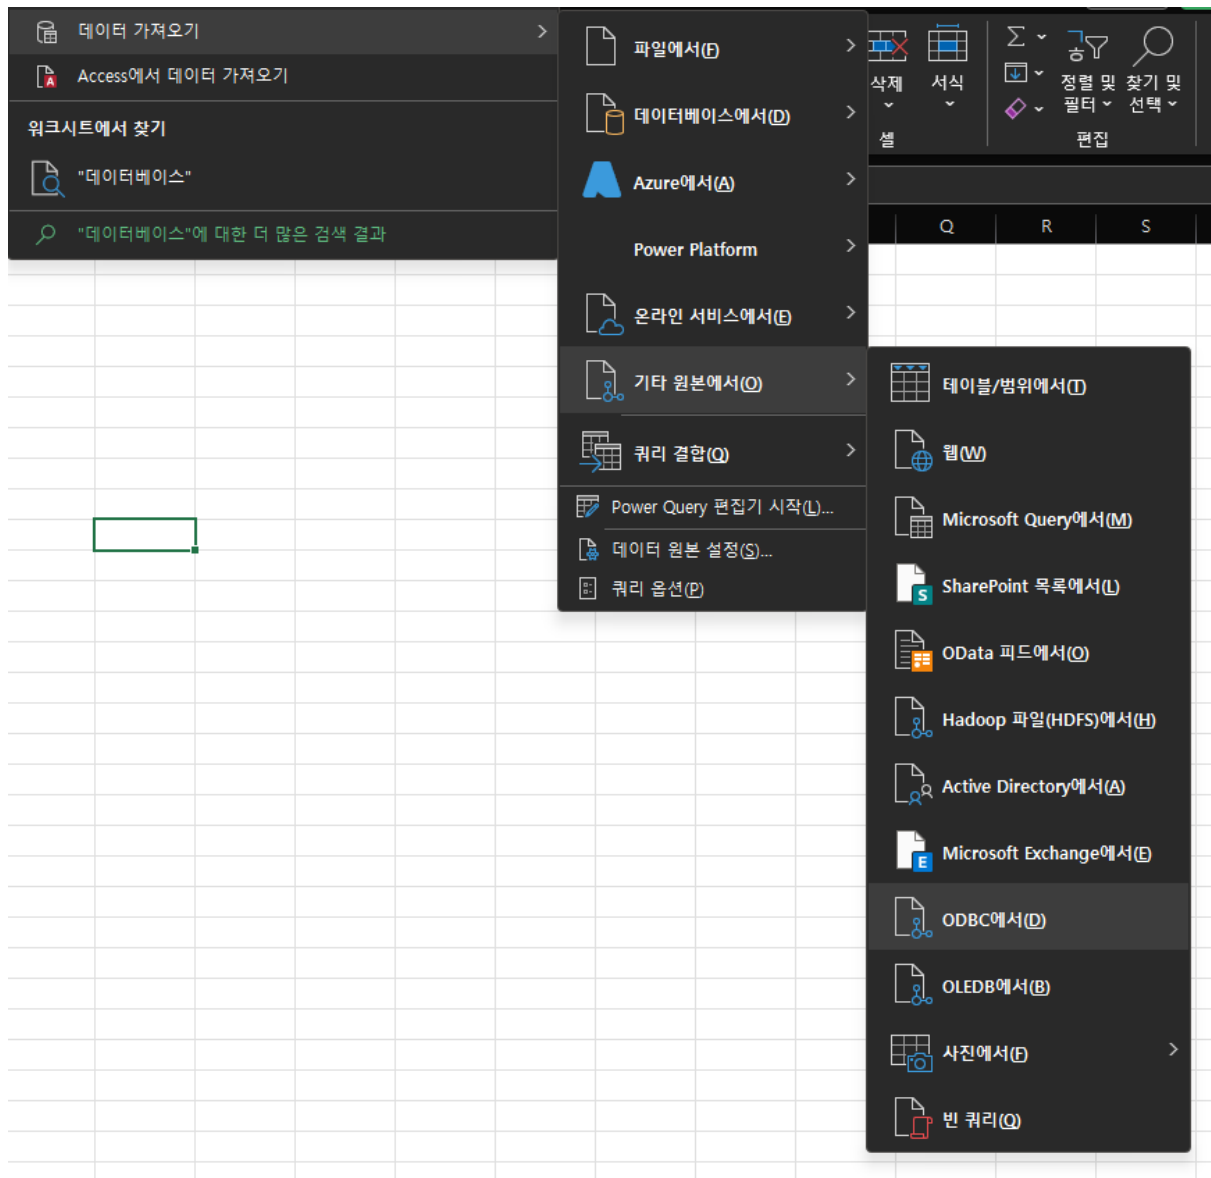 데이터 가져오기
Access에서 데이터 가져오기
워크시트에서 찾기
"데이터베이스"
"데이터베이스"에 대한 더 많은 검색 결과
파일에서(F)
데이터베이스에서(D)
Azure에서(A)
Power Platform
온라인 서비스에서(E)
기타 원본에서(O)
쿼리 결합(Q)
Power Query 편집기 시작(L)...
데이터 원본 설정(S)...
쿼리 옵션(P)
삭제
서식
셀
정렬 및
필터
찾기 및
선택
편집
Q R S
테이블/범위에서(T)
웹(W)
Microsoft Query에서(M)
SharePoint 목록에서(L)
OData 피드에서(O)
Hadoop 파일(HDFS)에서(H)
Active Directory에서(A)
Microsoft Exchange에서(E)
ODBC에서(D)
OLEDB에서(B)
사진에서(F)
빈 쿼리(Q)